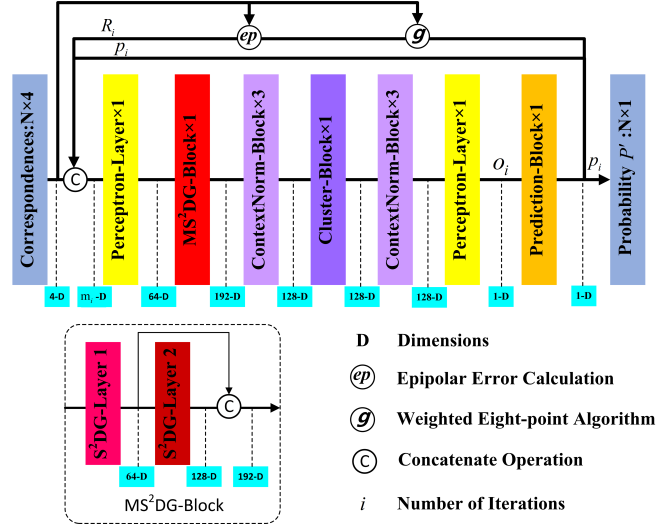 R_i
ep
g
p_i
Correspondences:N×4
C
Perceptron-Layer×1
MS²DG-Block×1
ContextNorm-Block×3
Cluster-Block×1
ContextNorm-Block×3
Perceptron-Layer×1
o_i
Prediction-Block×1
p_i
Probability P′ :N×1
4-D
m_i -D
64-D
192-D
128-D
128-D
128-D
1-D
1-D
S²DG-Layer 1
S²DG-Layer 2
C
64-D
128-D
192-D
MS²DG-Block
D Dimensions
ep Epipolar Error Calculation
g Weighted Eight-point Algorithm
C Concatenate Operation
i Number of Iterations